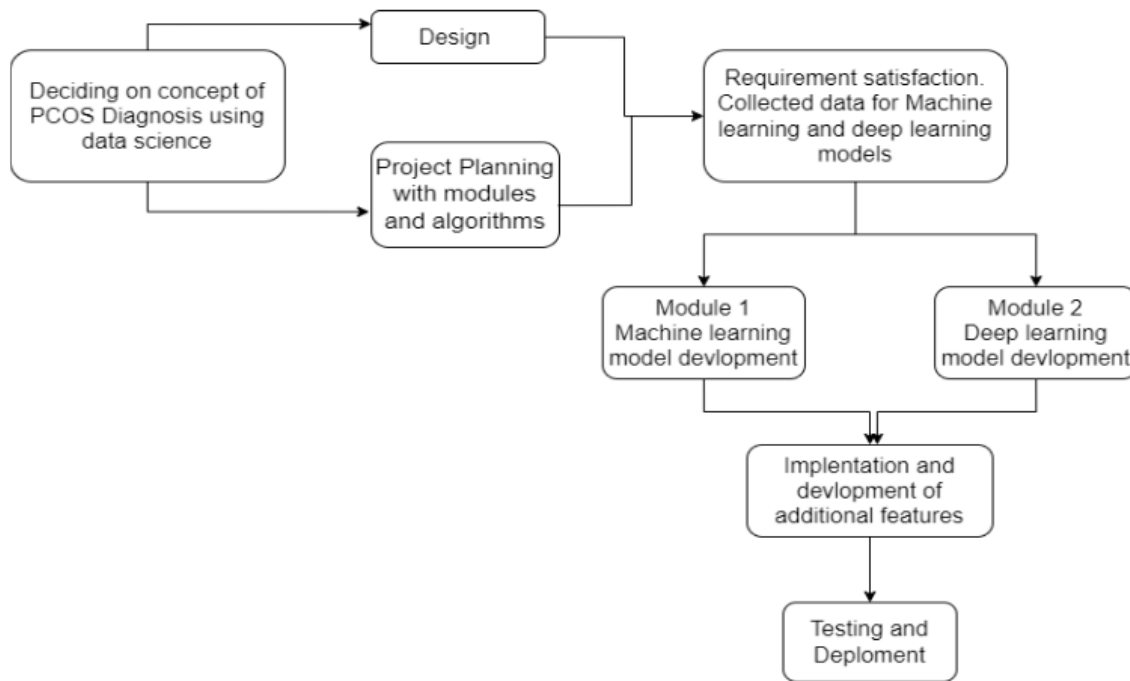 Design
Deciding on concept of
PCOS Diagnosis using
data science
Project Planning
with modules
and algorithms
Requirement satisfaction.
Collected data for Machine
learning and deep learning
models
Module 1
Machine learning
model devlopment
Module 2
Deep learning
model devlopment
Implentation and
devlopment of
additional features
Testing and
Deploment